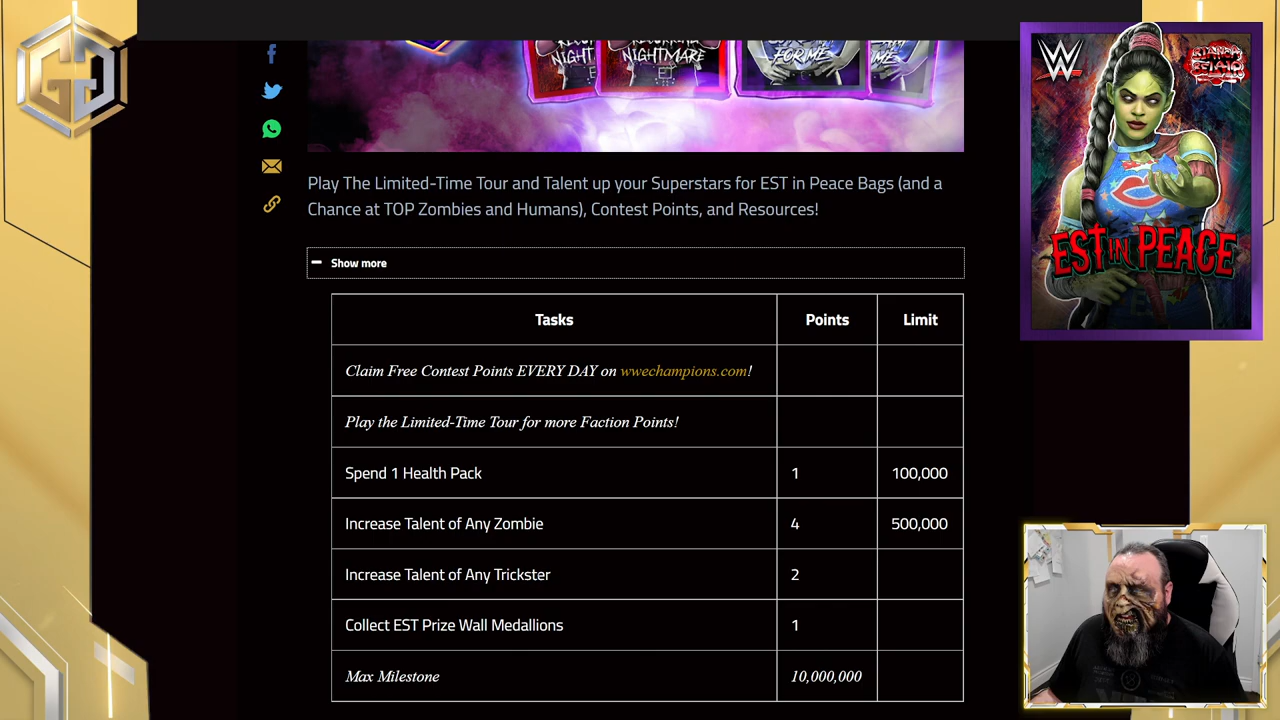 RECURRING
NIGHTMARE
FOR ME
Play The Limited-Time Tour and Talent up your Superstars for EST in Peace Bags (and a
Chance at TOP Zombies and Humans), Contest Points, and Resources!
Show more
Tasks Points Limit
Claim Free Contest Points EVERY DAY on wwechampions.com!
Play the Limited-Time Tour for more Faction Points!
Spend 1 Health Pack 1 100,000
Increase Talent of Any Zombie 4 500,000
Increase Talent of Any Trickster 2
Collect EST Prize Wall Medallions 1
Max Milestone 10,000,000
W
EST IN PEACE